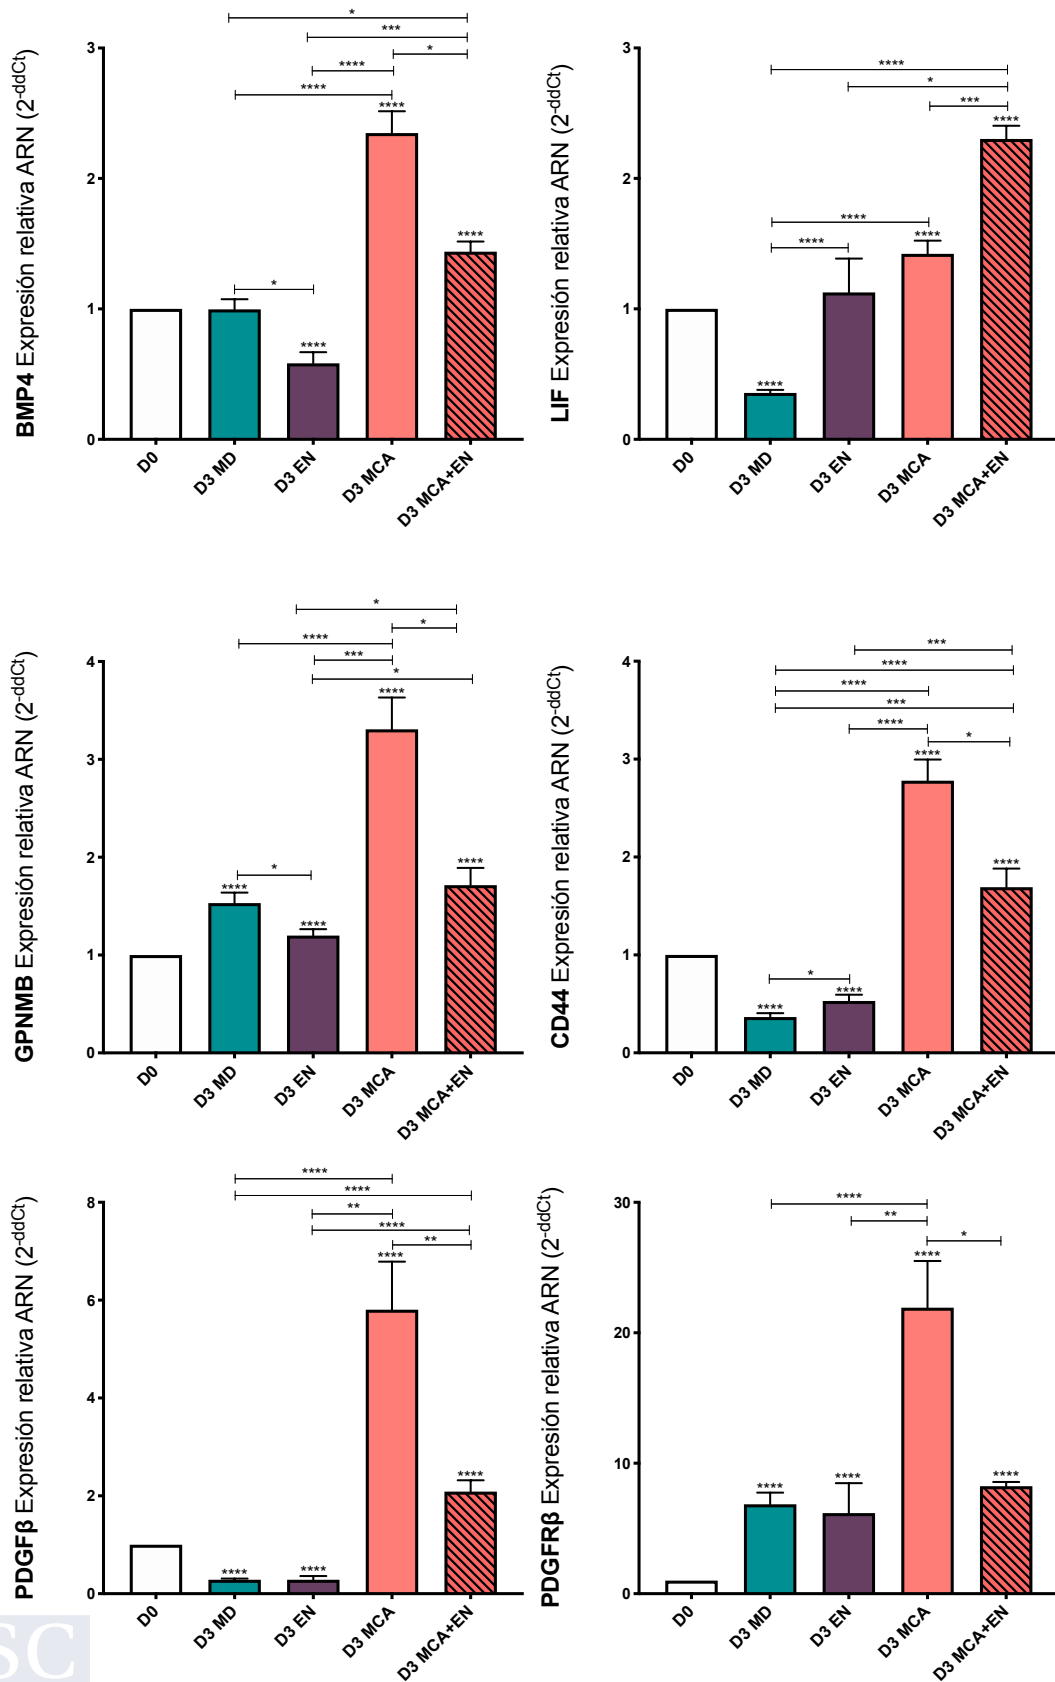 BMP4 Expresión relativa ARN (2-ddCt)
*
***
*
****
****
****
****
*
****
3
2
1
0
D0
D3 MD
D3 EN
D3 MCA
D3 MCA+EN
LIF Expresión relativa ARN (2-ddCt)
****
*
***
****
****
****
****
****
3
2
1
0
D0
D3 MD
D3 EN
D3 MCA
D3 MCA+EN
GPNMB Expresión relativa ARN (2-ddCt)
*
*
****
***
*
****
****
*
****
****
4
3
2
1
0
D0
D3 MD
D3 EN
D3 MCA
D3 MCA+EN
CD44 Expresión relativa ARN (2-ddCt)
***
****
****
***
****
*
****
****
*
****
****
4
3
2
1
0
D0
D3 MD
D3 EN
D3 MCA
D3 MCA+EN
PDGFβ Expresión relativa ARN (2-ddCt)
****
****
**
****
**
****
****
****
****
8
6
4
2
0
D0
D3 MD
D3 EN
D3 MCA
D3 MCA+EN
PDGFRβ Expresión relativa ARN (2-ddCt)
****
**
*
****
****
****
****
30
20
10
0
D0
D3 MD
D3 EN
D3 MCA
D3 MCA+EN
SC